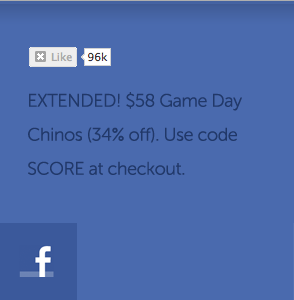 Like 96k
EXTENDED! $58 Game Day
Chinos (34% off). Use code
SCORE at checkout.
f